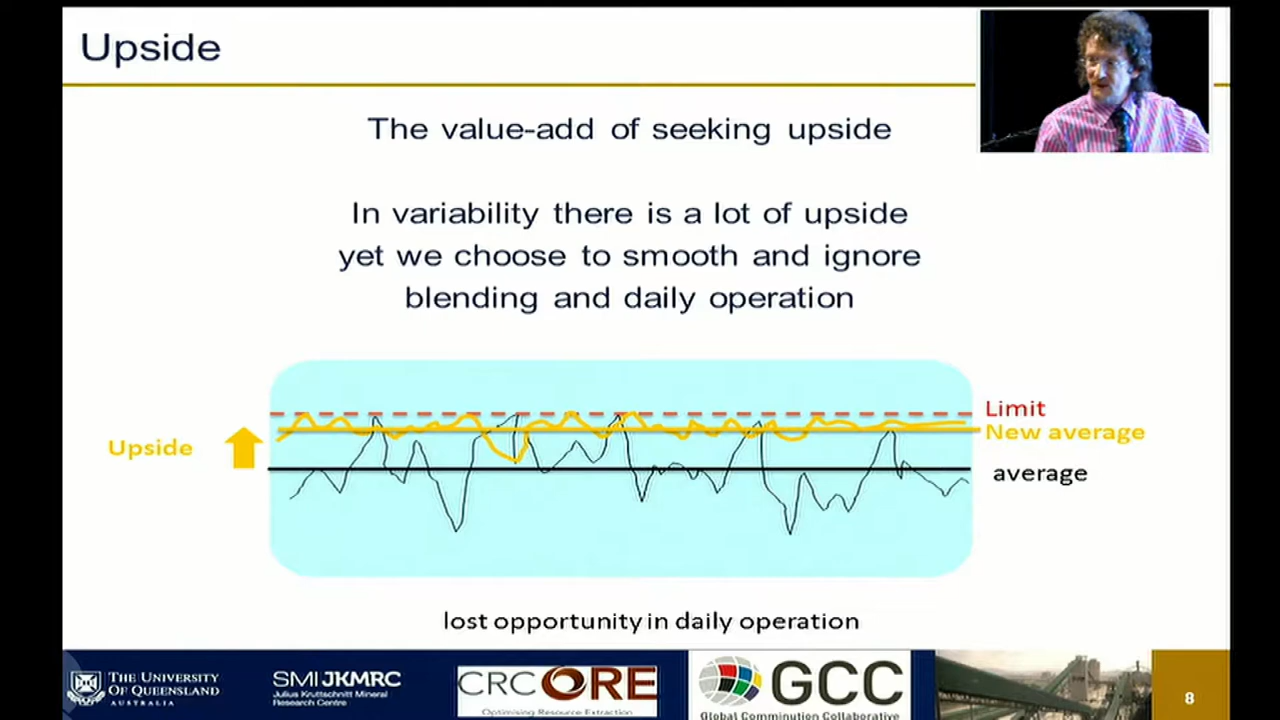 Upside
The value-add of seeking upside
In variability there is a lot of upside
yet we choose to smooth and ignore
blending and daily operation
Limit
New average
Upside
average
lost opportunity in daily operation
THE UNIVERSITY
OF QUEENSLAND
AUSTRALIA
SMI JKMRC
Julius Kruttschnitt Mineral
Research Centre
CRC ORE
Optimising Resource Extraction
GCC
Global Comminution Collaborative
8